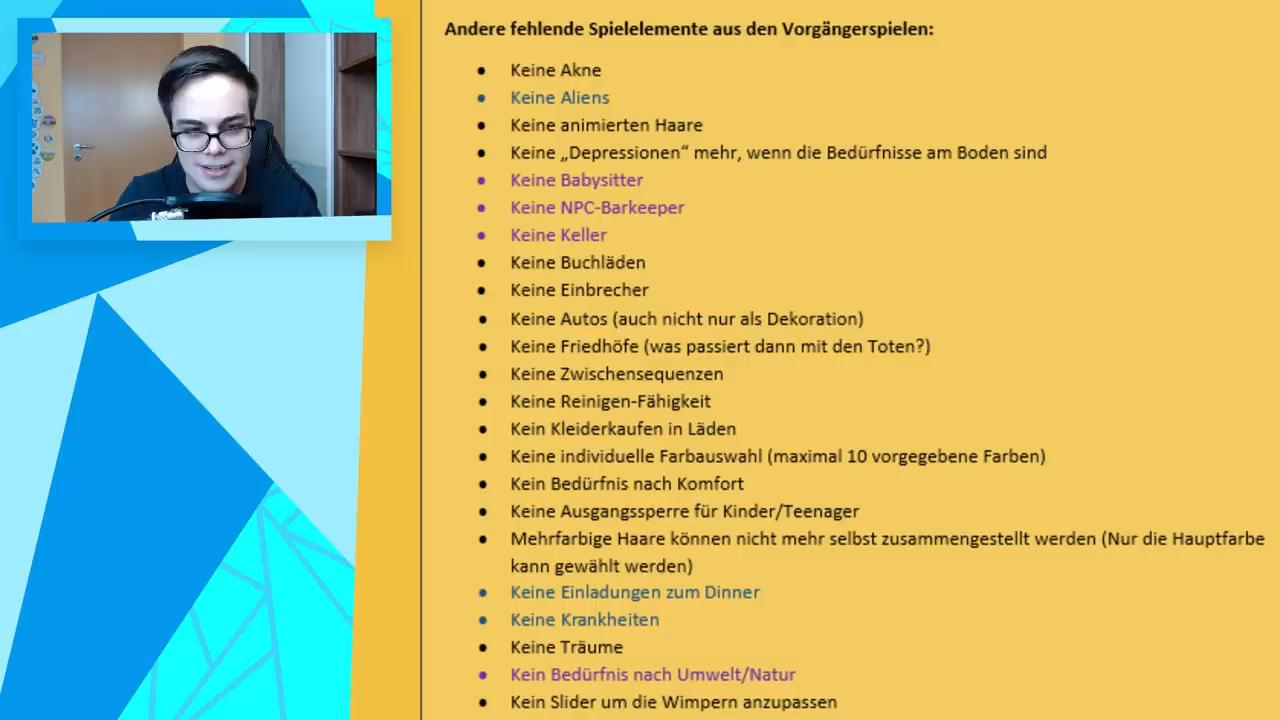 Andere fehlende Spielelemente aus den Vorgängerspielen:
• Keine Akne
• Keine Aliens
• Keine animierten Haare
• Keine „Depressionen“ mehr, wenn die Bedürfnisse am Boden sind
• Keine Babysitter
• Keine NPC-Barkeeper
• Keine Keller
• Keine Buchläden
• Keine Einbrecher
• Keine Autos (auch nicht nur als Dekoration)
• Keine Friedhöfe (was passiert dann mit den Toten?)
• Keine Zwischensequenzen
• Keine Reinigen-Fähigkeit
• Kein Kleiderkaufen in Läden
• Keine individuelle Farbauswahl (maximal 10 vorgegebene Farben)
• Kein Bedürfnis nach Komfort
• Keine Ausgangssperre für Kinder/Teenager
• Mehrfarbige Haare können nicht mehr selbst zusammengestellt werden (Nur die Hauptfarbe
kann gewählt werden)
• Keine Einladungen zum Dinner
• Keine Krankheiten
• Keine Träume
• Kein Bedürfnis nach Umwelt/Natur
• Kein Slider um die Wimpern anzupassen